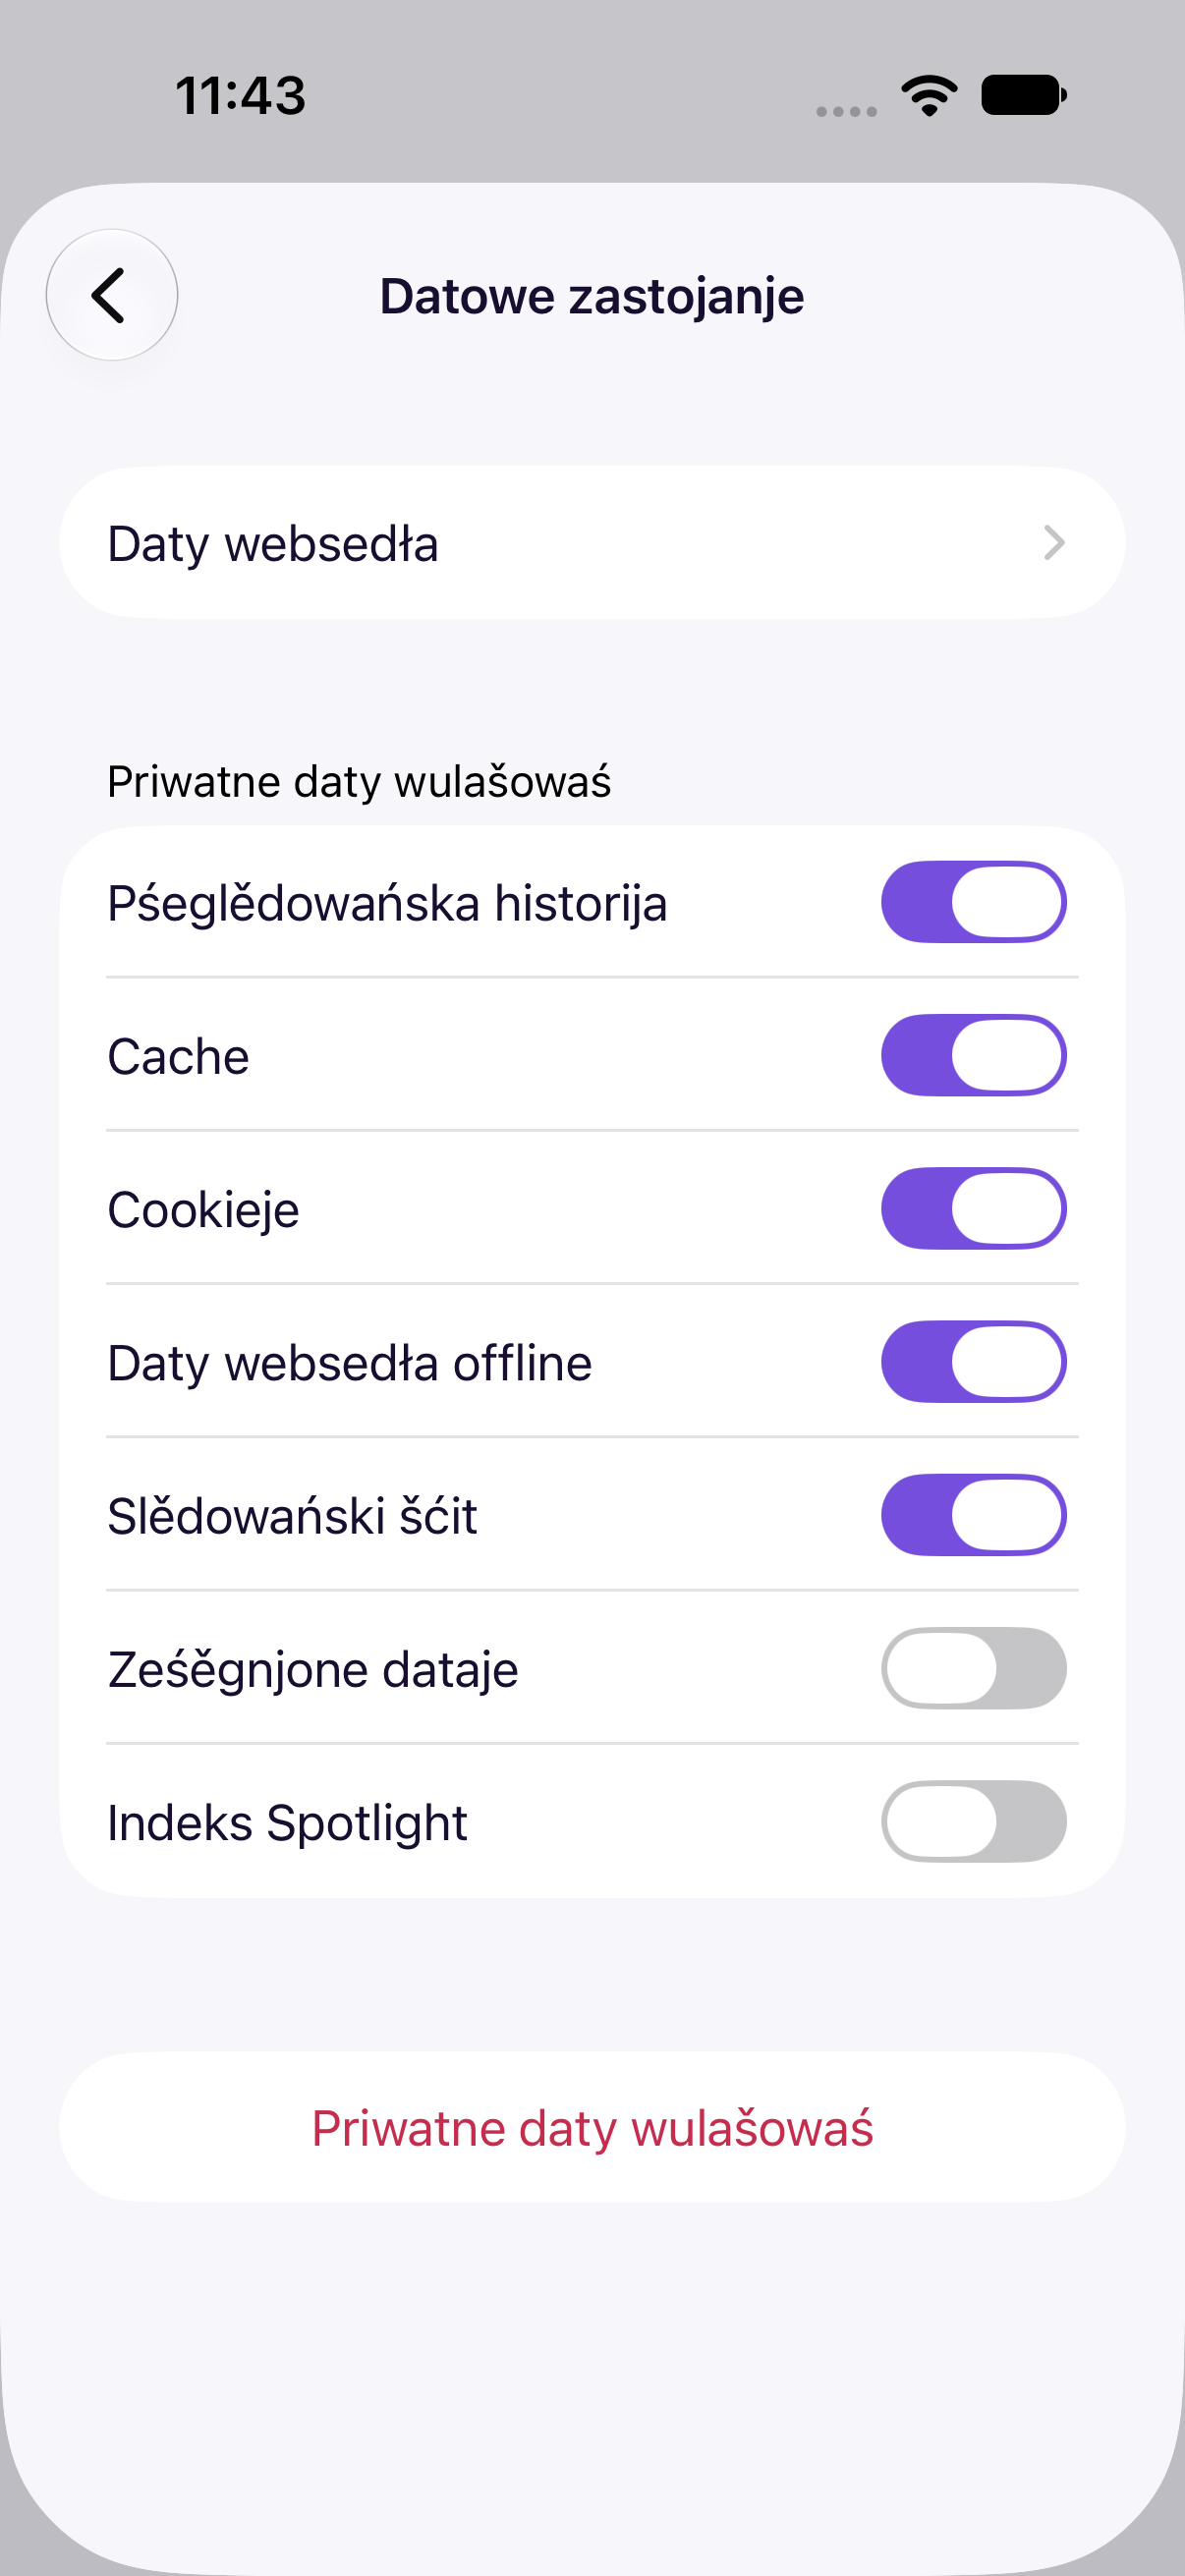 11:43
Datowe zastojanje
Daty websedła
Priwatne daty wulašowaś
Pśeglědowańska historija
Cache
Cookieje
Daty websedła offline
Slědowański šćit
Ześěgnjone dataje
Indeks Spotlight
Priwatne daty wulašowaś